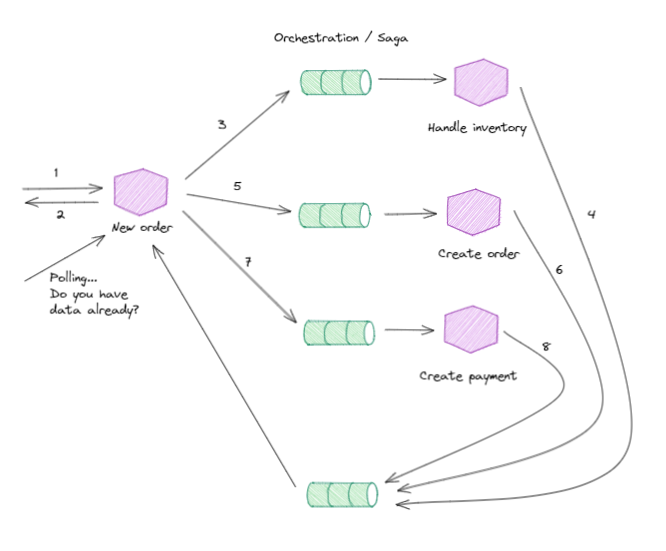 Orchestration / Saga
3
Handle inventory
1
2
New order
5
4
Create order
6
Polling...
Do you have
data already?
7
8
Create payment